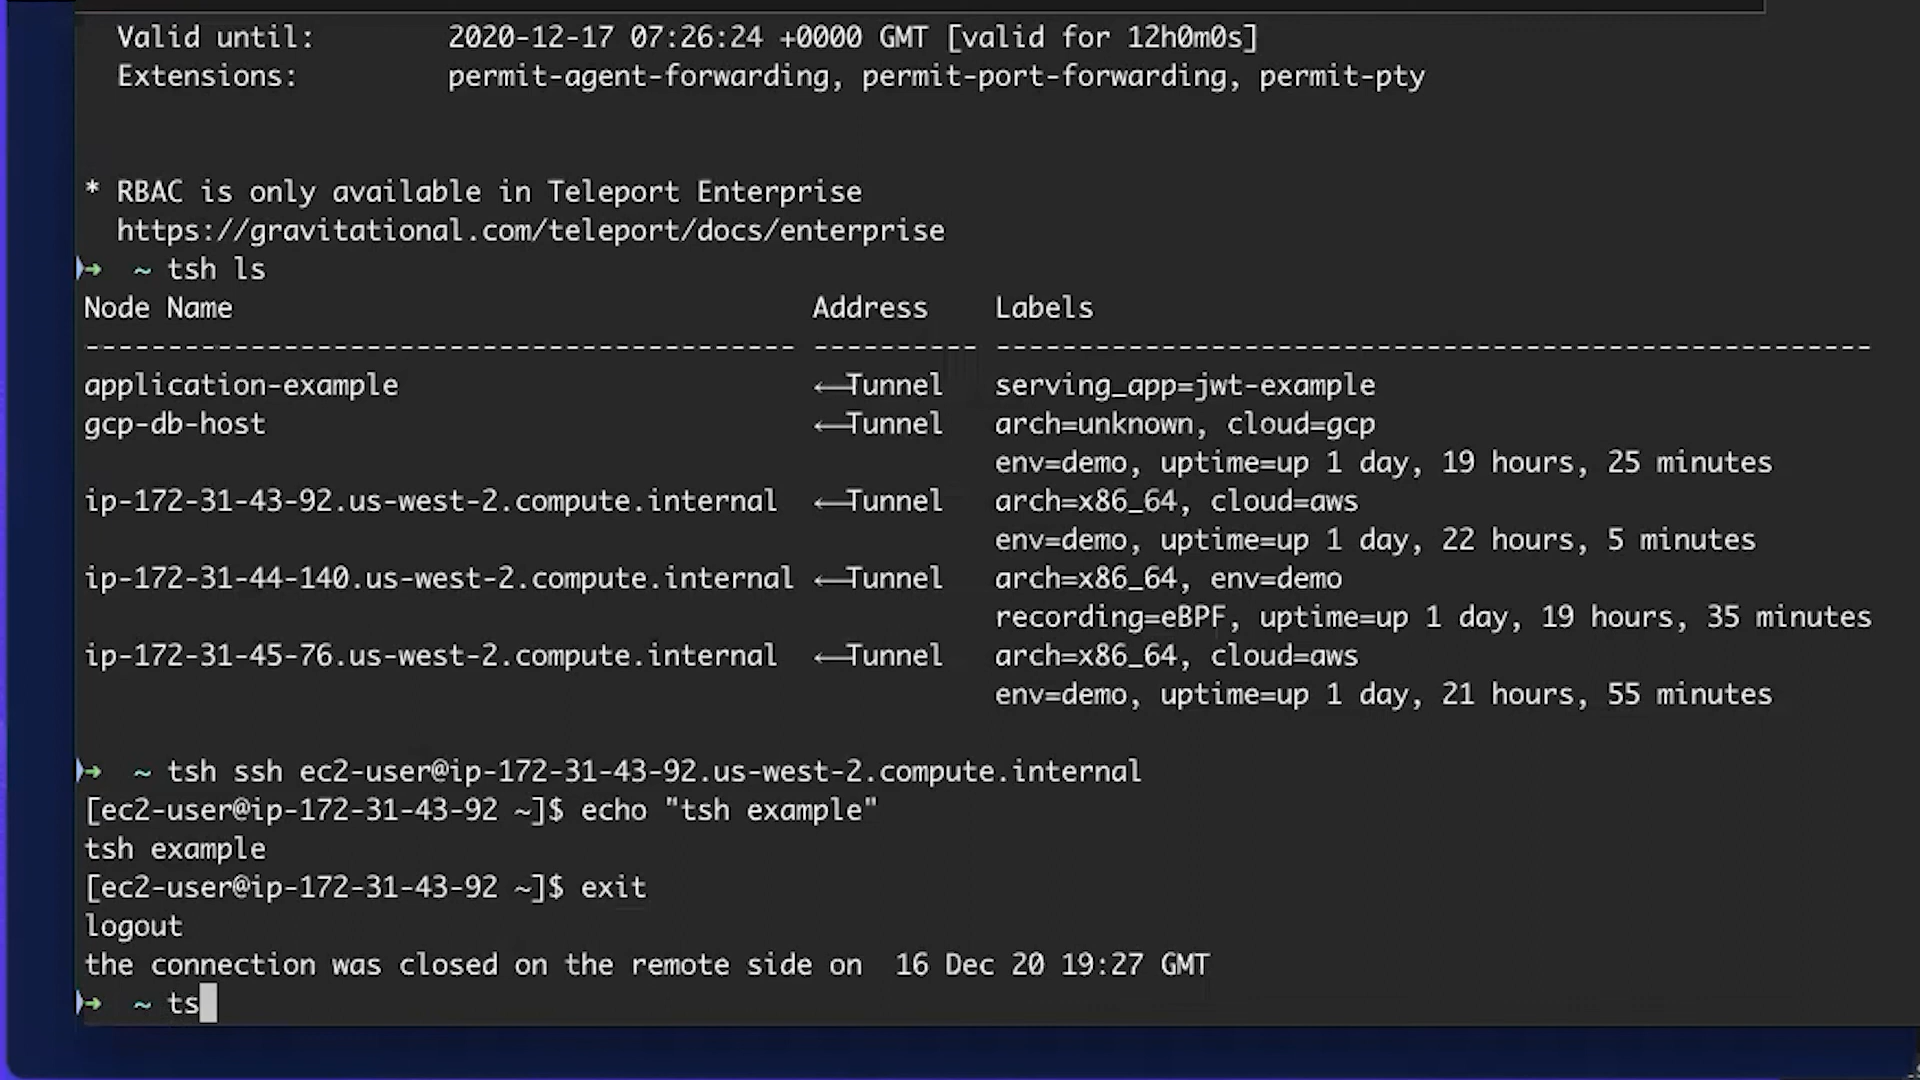 Valid until: 2020-12-17 07:26:24 +0000 GMT [valid for 12h0m0s]
Extensions: permit-agent-forwarding, permit-port-forwarding, permit-pty
* RBAC is only available in Teleport Enterprise
https://gravitational.com/teleport/docs/enterprise
➜ ~ tsh ls
Node Name Address Labels
------------------------------------------- ---------- -----------------------------------------------------
application-example ⟵Tunnel serving_app=jwt-example
gcp-db-host ⟵Tunnel arch=unknown, cloud=gcp
env=demo, uptime=up 1 day, 19 hours, 25 minutes
ip-172-31-43-92.us-west-2.compute.internal ⟵Tunnel arch=x86_64, cloud=aws
env=demo, uptime=up 1 day, 22 hours, 5 minutes
ip-172-31-44-140.us-west-2.compute.internal ⟵Tunnel arch=x86_64, env=demo
recording=eBPF, uptime=up 1 day, 19 hours, 35 minutes
ip-172-31-45-76.us-west-2.compute.internal ⟵Tunnel arch=x86_64, cloud=aws
env=demo, uptime=up 1 day, 21 hours, 55 minutes
➜ ~ tsh ssh ec2-user@ip-172-31-43-92.us-west-2.compute.internal
[ec2-user@ip-172-31-43-92 ~]$ echo "tsh example"
tsh example
[ec2-user@ip-172-31-43-92 ~]$ exit
logout
the connection was closed on the remote side on 16 Dec 20 19:27 GMT
➜ ~ ts